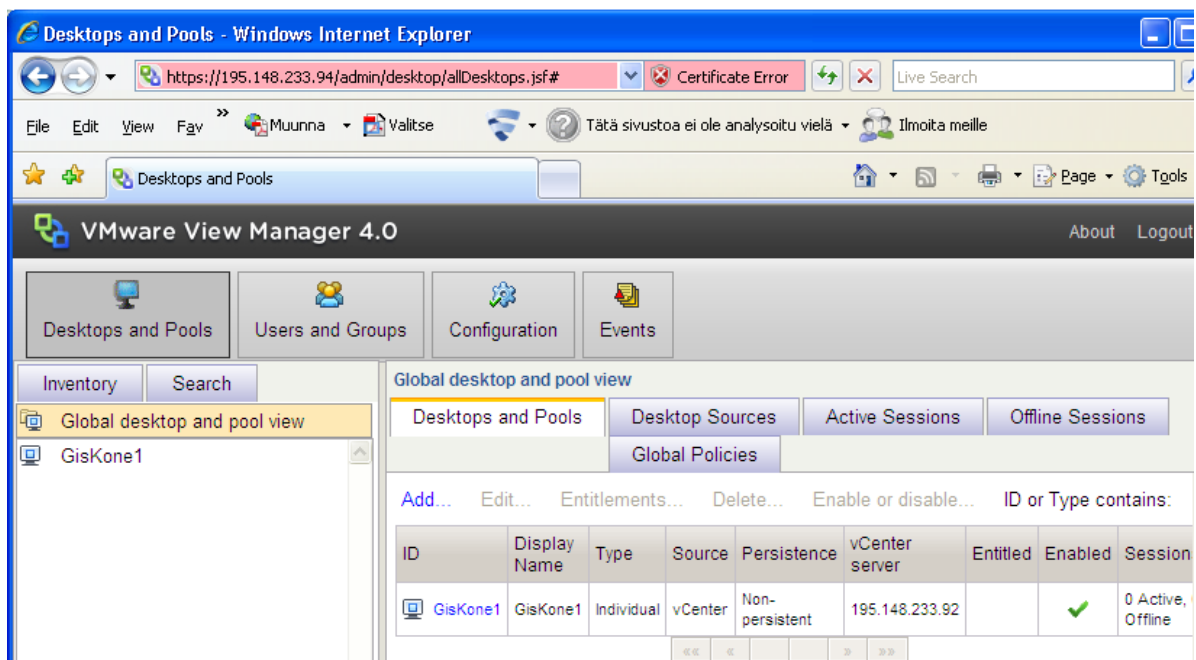 Desktops and Pools - Windows Internet Explorer
https://195.148.233.94/admin/desktop/allDesktops.jsf# Certificate Error Live Search
File Edit View Fav » Muunna Valitse Tätä sivustoa ei ole analysoitu vielä Ilmoita meille
Desktops and Pools Page Tools
VMware View Manager 4.0 About Logout
Desktops and Pools Users and Groups Configuration Events
Inventory Search Global desktop and pool view
Global desktop and pool view Desktops and Pools Desktop Sources Active Sessions Offline Sessions
GisKone1 Global Policies
Add... Edit... Entitlements... Delete... Enable or disable... ID or Type contains:
ID Display Name Type Source Persistence vCenter server Entitled Enabled Session
GisKone1 GisKone1 Individual vCenter Non-persistent 195.148.233.92 0 Active, Offline
«« « » »»